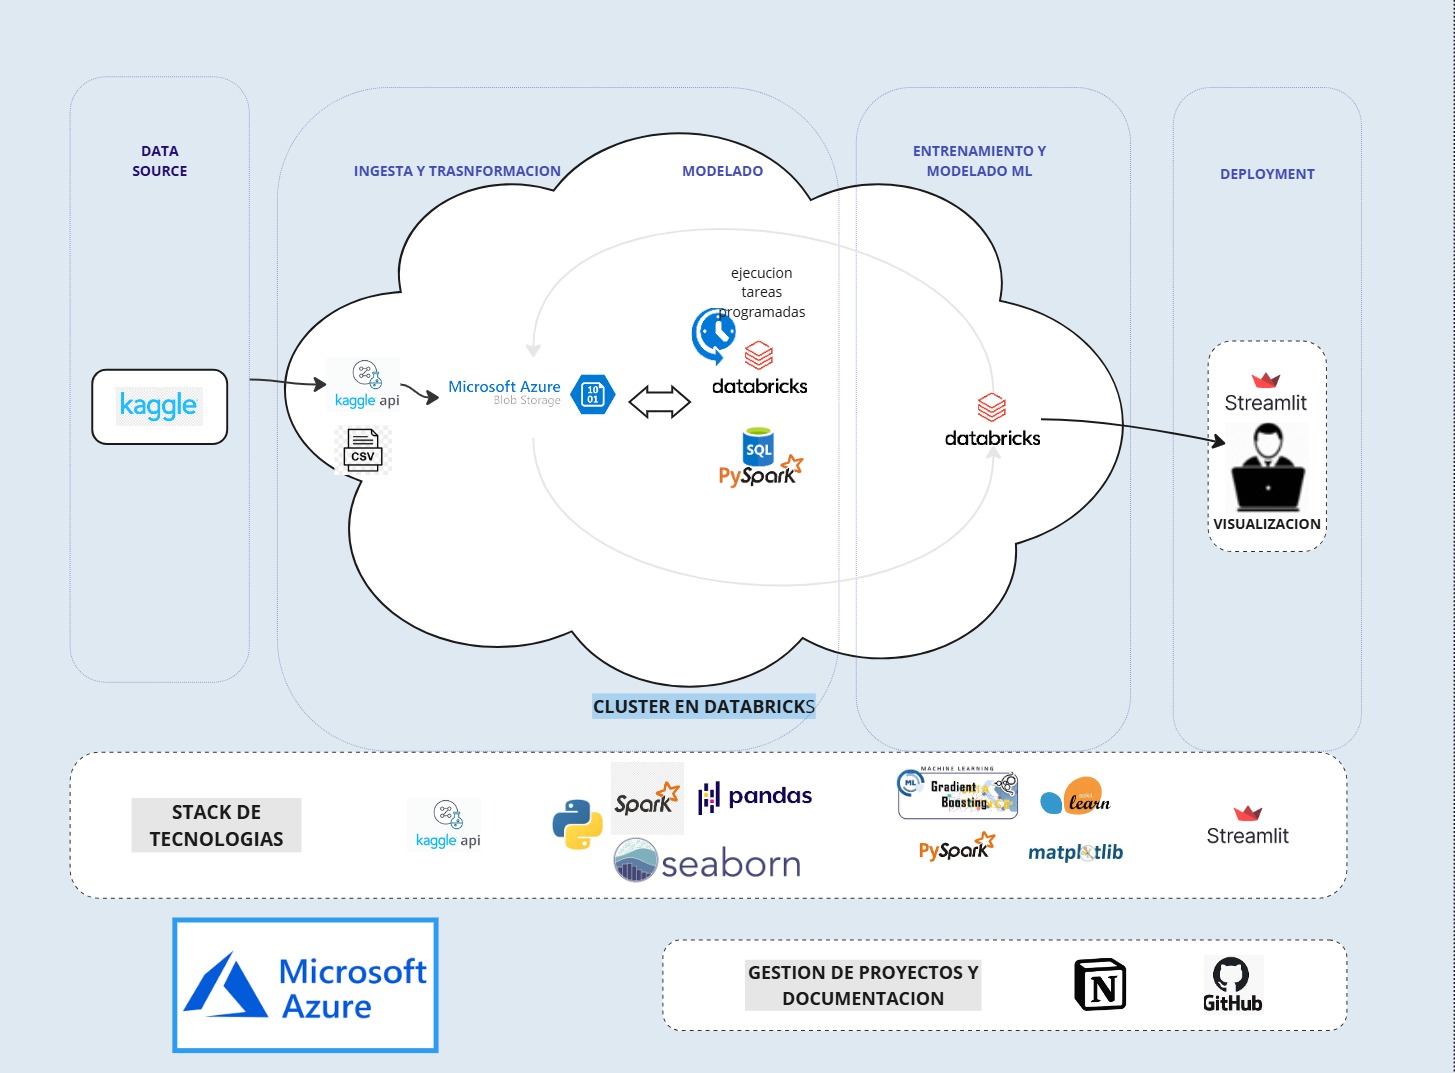 DATA
SOURCE
INGESTA Y TRASNFORMACION
MODELADO
ENTRENAMIENTO Y
MODELADO ML
DEPLOYMENT
ejecucion
tareas
programadas
kaggle
kaggle api
CSV
Microsoft Azure
Blob Storage
10
01
databricks
SQL
PySpark
databricks
Streamlit
VISUALIZACION
CLUSTER EN DATABRICKS
STACK DE
TECNOLOGIAS
kaggle api
Spark
pandas
seaborn
MACHINE LEARNING
ML
Gradient
Boosting
learn
PySpark
matplotlib
Streamlit
Microsoft
Azure
GESTION DE PROYECTOS Y
DOCUMENTACION
N
GitHub